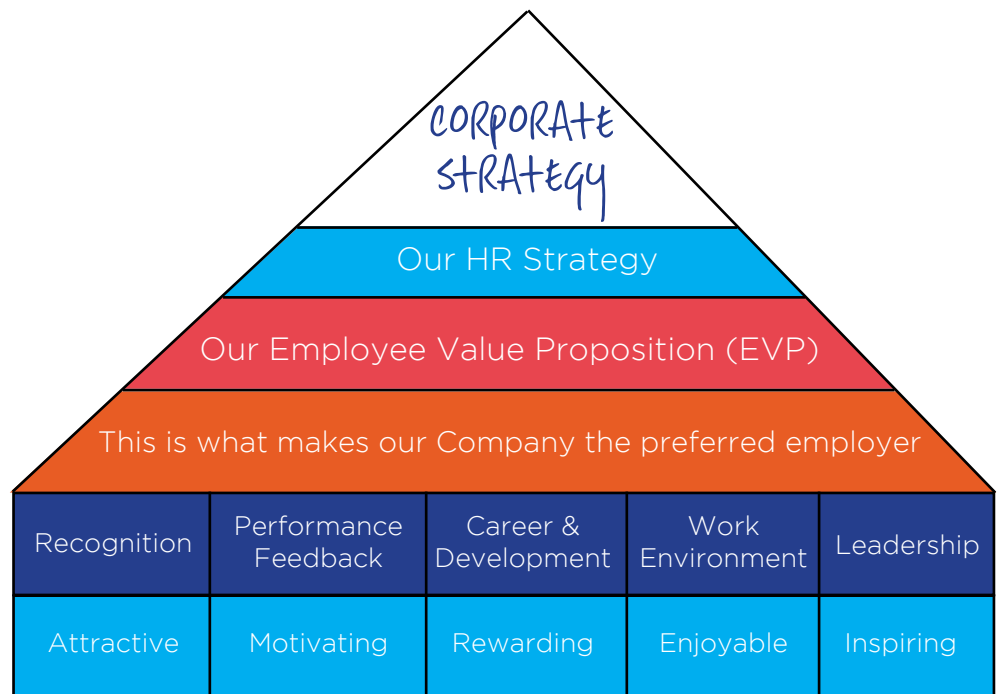 CORPORATE
STRATEGY
Our HR Strategy
Our Employee Value Proposition (EVP)
This is what makes our Company the preferred employer
Recognition
Performance
Feedback
Career &
Development
Work
Environment
Leadership
Attractive
Motivating
Rewarding
Enjoyable
Inspiring